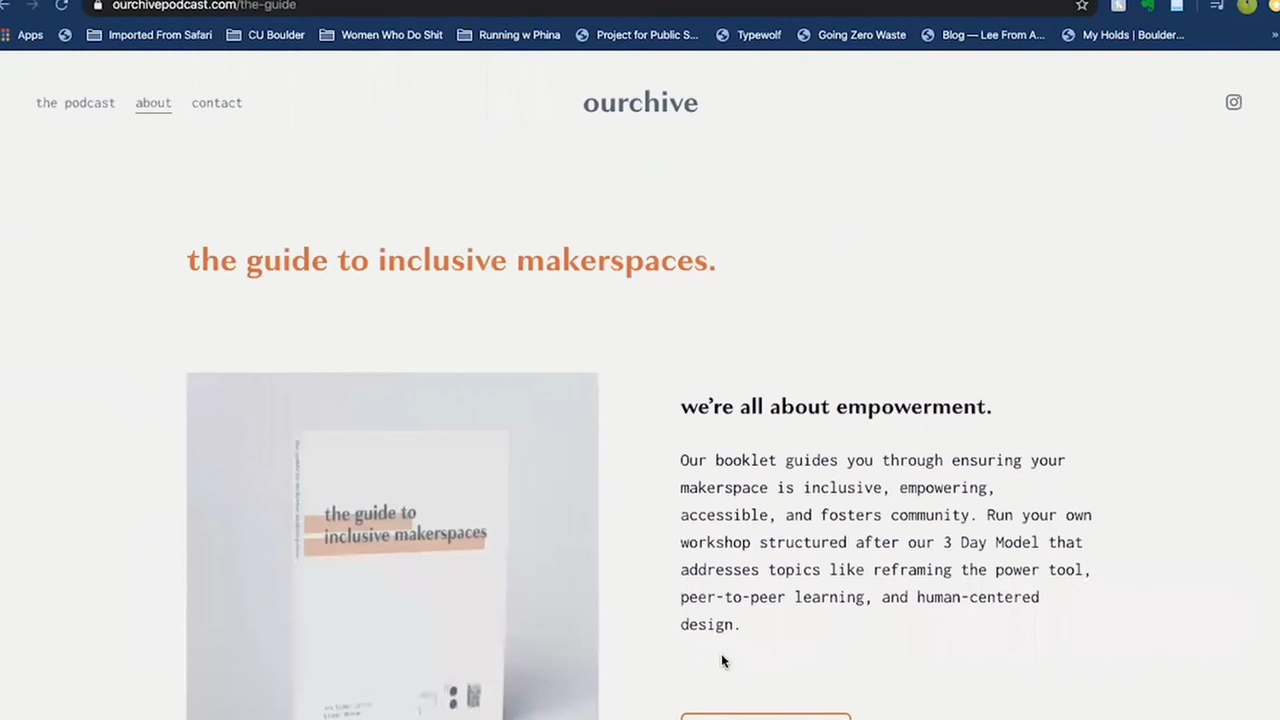 ourchivepodcast.com/the-guide
Apps Imported From Safari CU Boulder Women Who Do Shit Running w Phina Project for Public S... Typewolf Going Zero Waste Blog — Lee From A... My Holds | Boulder... »
the podcast about contact ourchive
the guide to inclusive makerspaces.
the guide to
inclusive makerspaces
we're all about empowerment.
Our booklet guides you through ensuring your
makerspace is inclusive, empowering,
accessible, and fosters community. Run your own
workshop structured after our 3 Day Model that
addresses topics like reframing the power tool,
peer-to-peer learning, and human-centered
design.